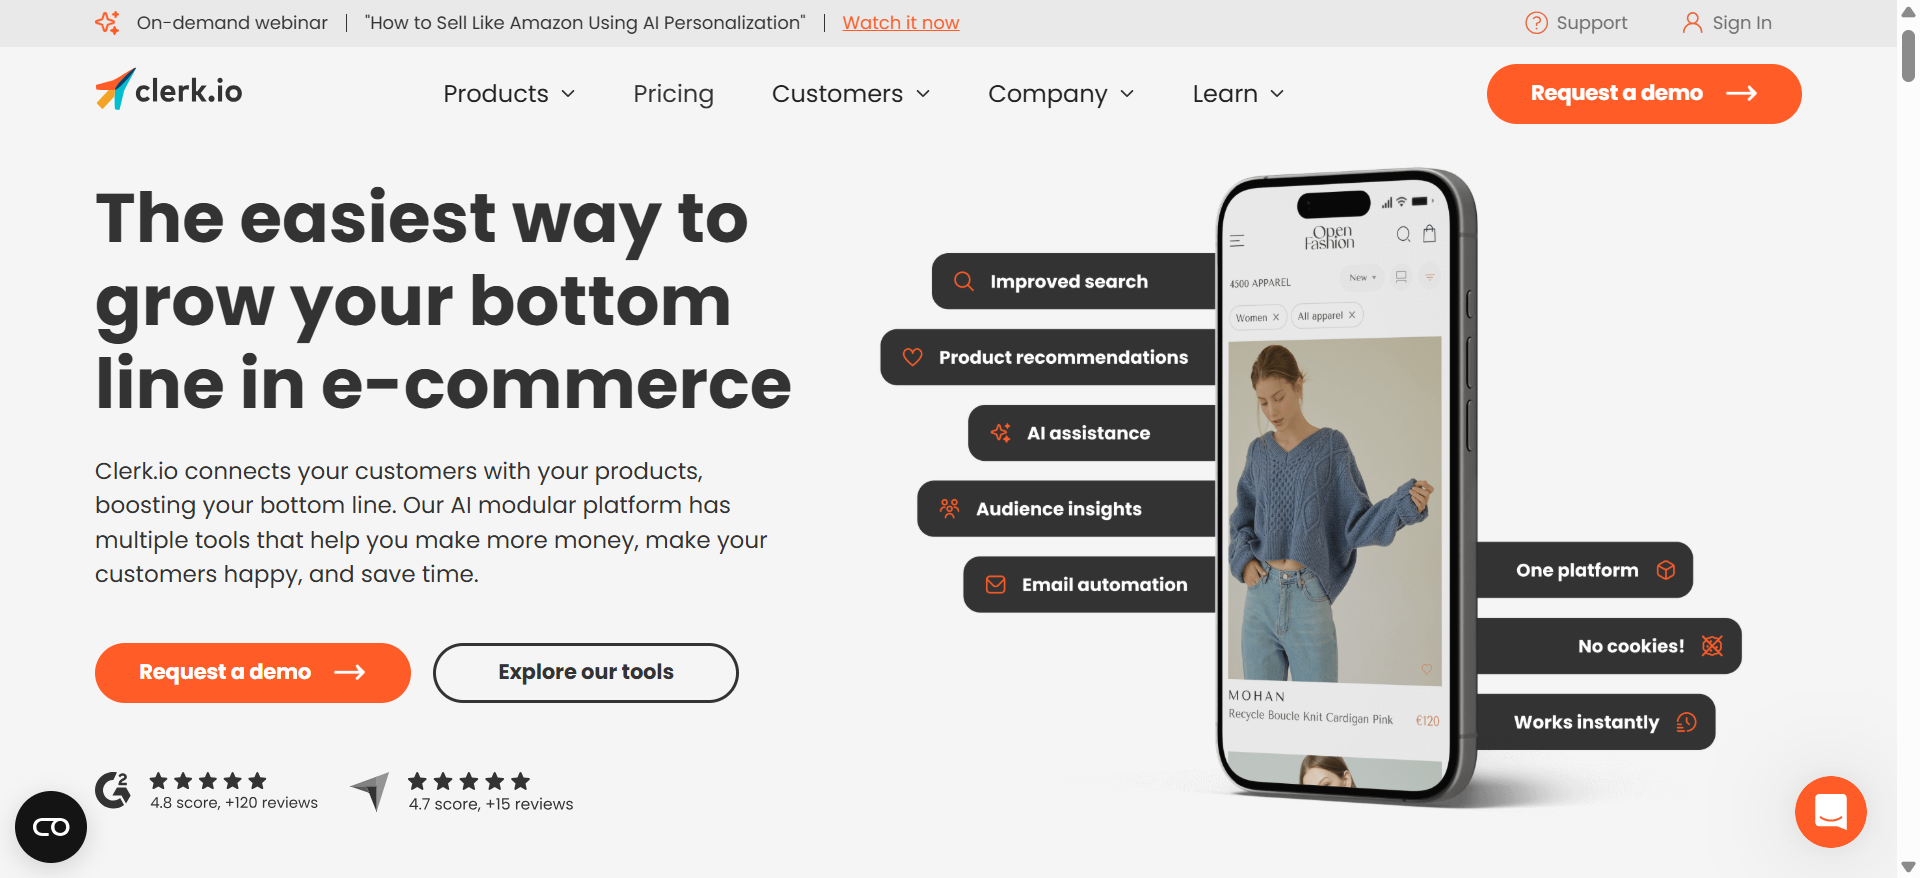 On-demand webinar | "How to Sell Like Amazon Using AI Personalization" | Watch it now
Support
Sign In
clerk.io
Products
Pricing
Customers
Company
Learn
Request a demo
The easiest way to
grow your bottom
line in e-commerce
Clerk.io connects your customers with your products,
boosting your bottom line. Our AI modular platform has
multiple tools that help you make more money, make your
customers happy, and save time.
Request a demo
Explore our tools
G2
4.8 score, +120 reviews
4.7 score, +15 reviews
Improved search
Product recommendations
AI assistance
Audience insights
Email automation
Open
Fashion
4500 APPAREL
New
Women X
All apparel X
MOHAN
Recycle Boucle Knit Cardigan Pink
€120
One platform
No cookies!
Works instantly